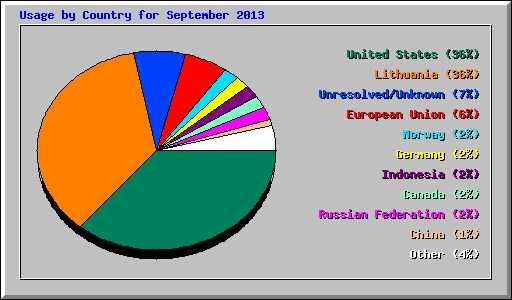 Usage by Country for September 2013
United States (36%)
Lithuania (36%)
Unresolved/Unknown (7%)
European Union (6%)
Norway (2%)
Germany (2%)
Indonesia (2%)
Canada (2%)
Russian Federation (2%)
China (1%)
Other (4%)